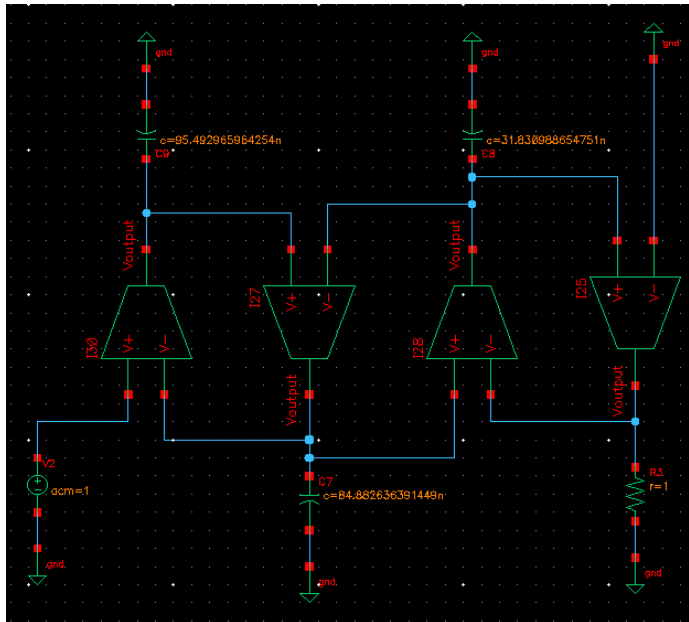 gnd
gnd
gnd
c=95.492965964254n
C9
c=31.830988654751n
C8
Voutput
Voutput
I30
V+
V-
I27
V+
V-
I28
V+
V-
I25
V+
V-
Voutput
Voutput
V2
acm=1
gnd
C7
c=84.882636391449n
gnd
R3
r=1
gnd